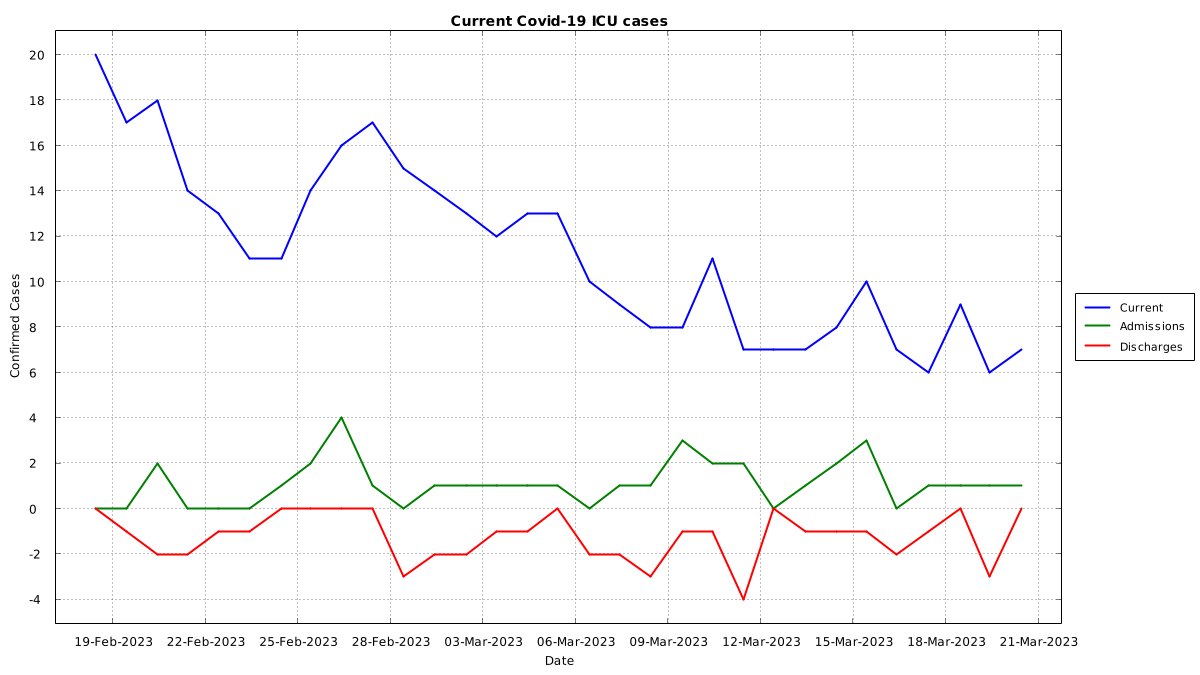 Current Covid-19 ICU cases
20
18
16
14
12
10
8
6
4
2
0
-2
-4
Confirmed Cases
19-Feb-2023 22-Feb-2023 25-Feb-2023 28-Feb-2023 03-Mar-2023 06-Mar-2023 09-Mar-2023 12-Mar-2023 15-Mar-2023 18-Mar-2023 21-Mar-2023
Date
Current
Admissions
Discharges